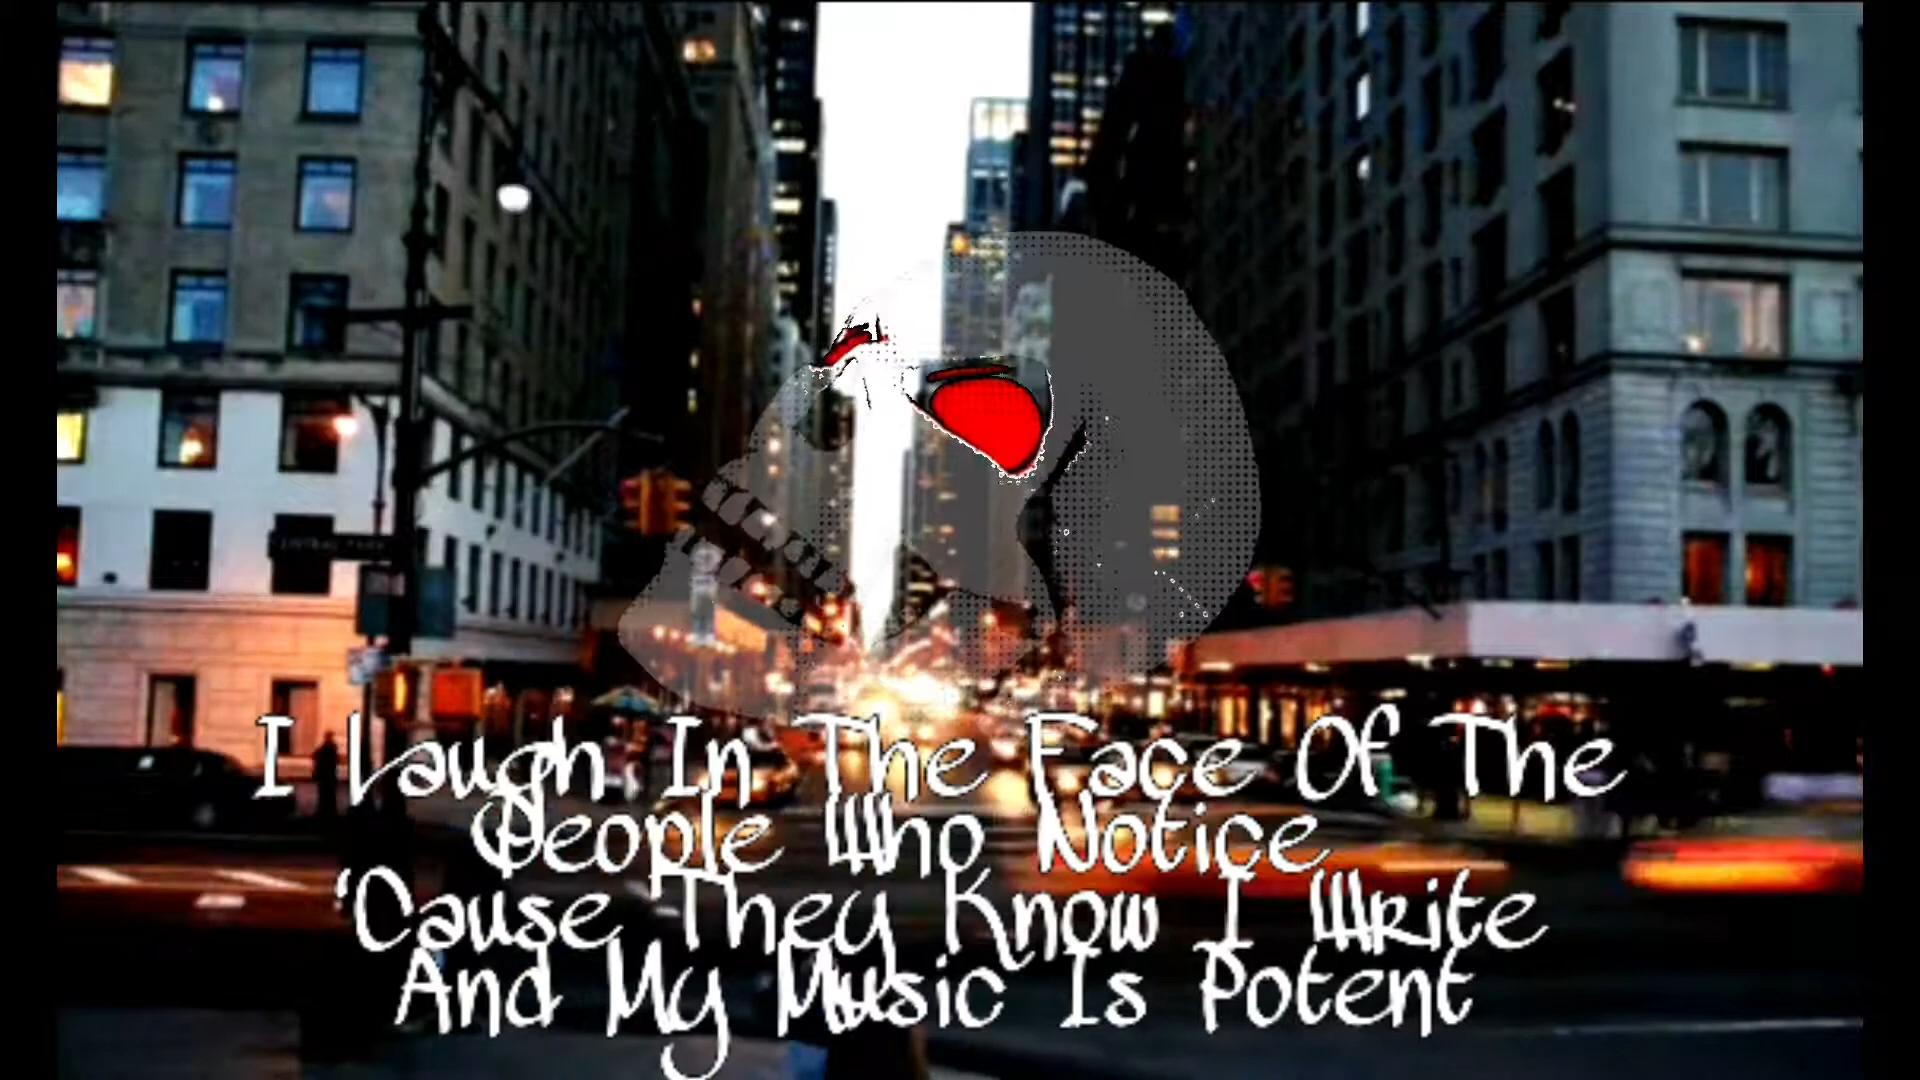 I Laugh In The Face Of The
People Who Notice
'Cause They Know I Write
And My Music Is Potent